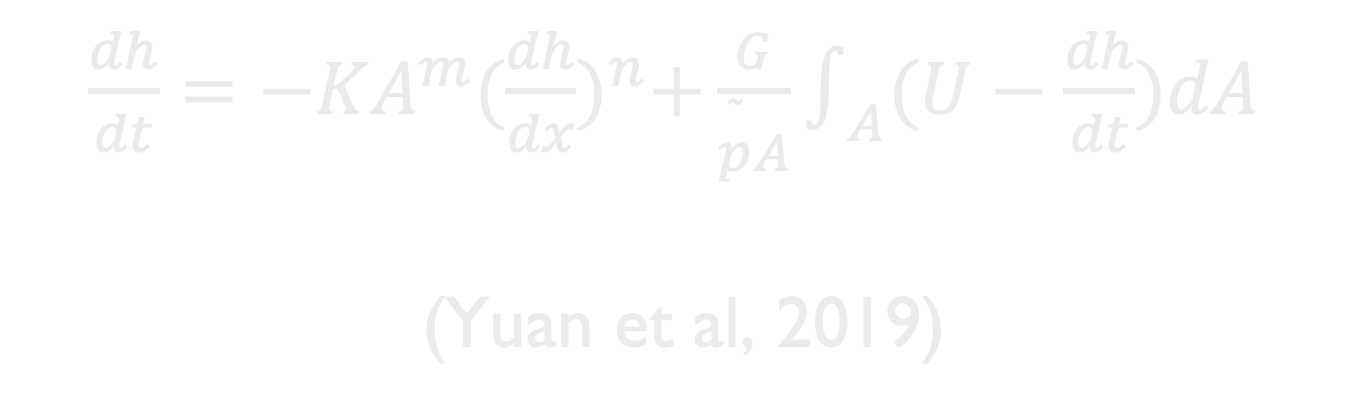 dh/dt = −KA^m(dh/dx)^n + G/p̃A ∫_A(U − dh/dt)dA
(Yuan et al, 2019)